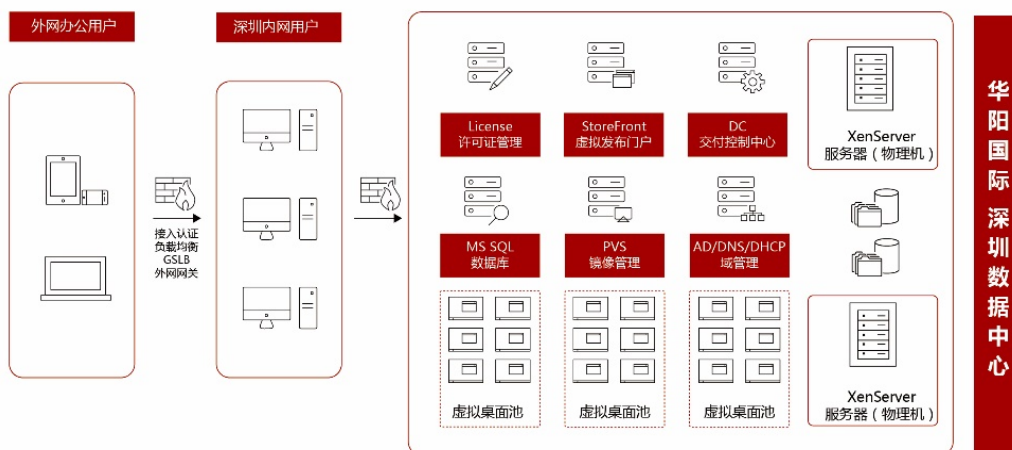 外网办公用户
深圳内网用户
接入认证
负载均衡
GSLB
外网网关
License
许可证管理
StoreFront
虚拟发布门户
DC
交付控制中心
MS SQL
数据库
PVS
镜像管理
AD/DNS/DHCP
域管理
虚拟桌面池
虚拟桌面池
虚拟桌面池
XenServer
服务器（物理机）
XenServer
服务器（物理机）
华阳国际 深圳数据中心